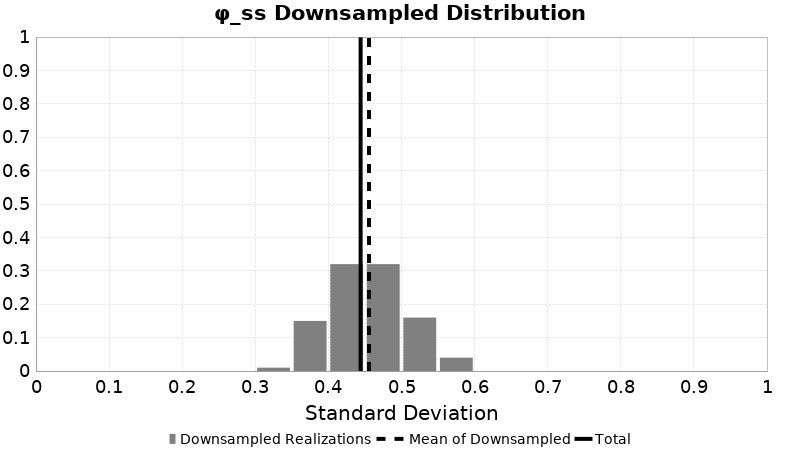 φ_ss Downsampled Distribution
1
0.9
0.8
0.7
0.6
0.5
0.4
0.3
0.2
0.1
0
0 0.1 0.2 0.3 0.4 0.5 0.6 0.7 0.8 0.9 1
Standard Deviation
Downsampled Realizations Mean of Downsampled Total